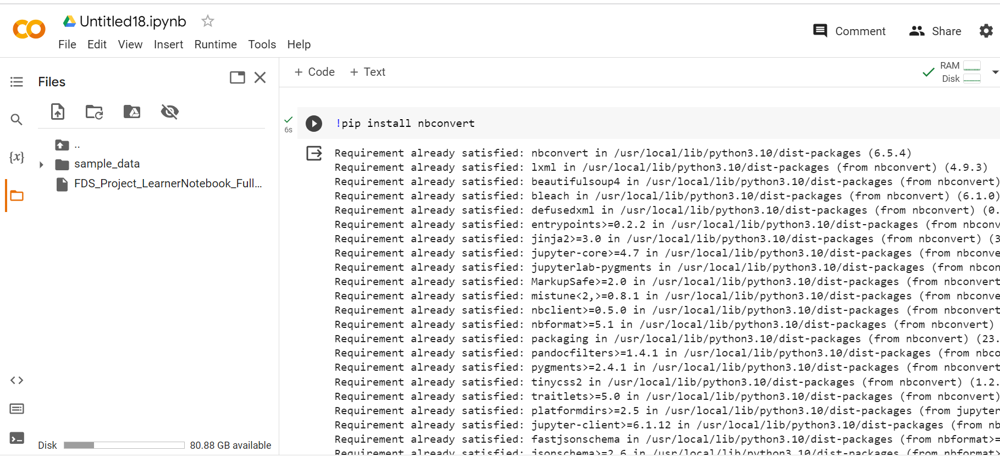 Untitled18.ipynb
File Edit View Insert Runtime Tools Help
Comment
Share
Files
+ Code + Text
RAM
Disk
{x}
..
sample_data
FDS_Project_LearnerNotebook_Full...
<>
Disk 80.88 GB available
6s
!pip install nbconvert
Requirement already satisfied: nbconvert in /usr/local/lib/python3.10/dist-packages (6.5.4)
Requirement already satisfied: lxml in /usr/local/lib/python3.10/dist-packages (from nbconvert) (4.9.3)
Requirement already satisfied: beautifulsoup4 in /usr/local/lib/python3.10/dist-packages (from nbconvert)
Requirement already satisfied: bleach in /usr/local/lib/python3.10/dist-packages (from nbconvert) (6.1.0)
Requirement already satisfied: defusedxml in /usr/local/lib/python3.10/dist-packages (from nbconvert) (0.
Requirement already satisfied: entrypoints>=0.2.2 in /usr/local/lib/python3.10/dist-packages (from nbconv
Requirement already satisfied: jinja2>=3.0 in /usr/local/lib/python3.10/dist-packages (from nbconvert) (3
Requirement already satisfied: jupyter-core>=4.7 in /usr/local/lib/python3.10/dist-packages (from nbconve
Requirement already satisfied: jupyterlab-pygments in /usr/local/lib/python3.10/dist-packages (from nbcon
Requirement already satisfied: MarkupSafe>=2.0 in /usr/local/lib/python3.10/dist-packages (from nbconvert
Requirement already satisfied: mistune<2,>=0.8.1 in /usr/local/lib/python3.10/dist-packages (from nbconve
Requirement already satisfied: nbclient>=0.5.0 in /usr/local/lib/python3.10/dist-packages (from nbconvert
Requirement already satisfied: nbformat>=5.1 in /usr/local/lib/python3.10/dist-packages (from nbconvert)
Requirement already satisfied: packaging in /usr/local/lib/python3.10/dist-packages (from nbconvert) (23.
Requirement already satisfied: pandocfilters>=1.4.1 in /usr/local/lib/python3.10/dist-packages (from nbco
Requirement already satisfied: pygments>=2.4.1 in /usr/local/lib/python3.10/dist-packages (from nbconvert
Requirement already satisfied: tinycss2 in /usr/local/lib/python3.10/dist-packages (from nbconvert) (1.2.
Requirement already satisfied: traitlets>=5.0 in /usr/local/lib/python3.10/dist-packages (from nbconvert)
Requirement already satisfied: platformdirs>=2.5 in /usr/local/lib/python3.10/dist-packages (from jupyter
Requirement already satisfied: jupyter-client>=6.1.12 in /usr/local/lib/python3.10/dist-packages (from nb
Requirement already satisfied: fastjsonschema in /usr/local/lib/python3.10/dist-packages (from nbformat>=
Requirement already satisfied: jsonschema>=2.6 in /usr/local/lib/python3.10/dist-packages (from nbformat>